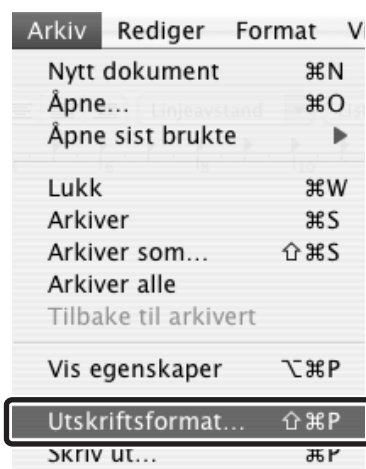 Arkiv Rediger Format Vi
Nytt dokument ⌘N
Åpne... ⌘O
Åpne sist brukte ▶
Lukk ⌘W
Arkiver ⌘S
Arkiver som... ⇧⌘S
Arkiver alle
Tilbake til arkivert
Vis egenskaper ⌥⌘P
Utskriftsformat... ⇧⌘P
Skriv ut... ⌘P